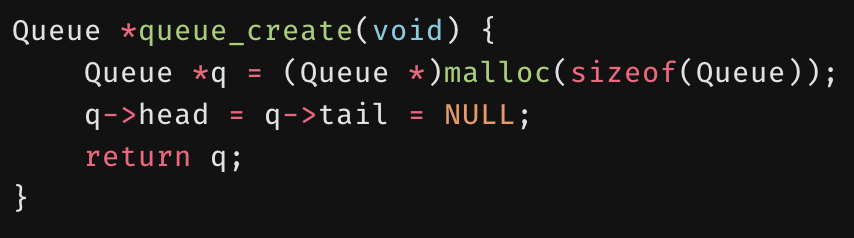 Queue *queue_create(void) {
    Queue *q = (Queue *)malloc(sizeof(Queue));
    q->head = q->tail = NULL;
    return q;
}